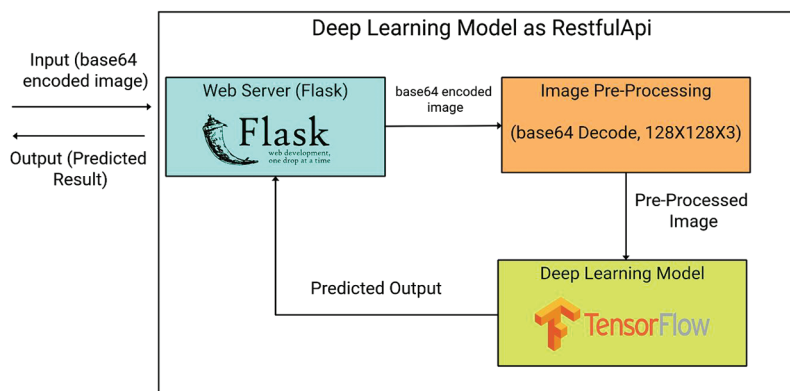 Deep Learning Model as RestfulApi
Input (base64
encoded image)
Output (Predicted
Result)
Web Server (Flask)
Flask
web development,
one drop at a time
base64 encoded
image
Image Pre-Processing
(base64 Decode, 128X128X3)
Pre-Processed
Image
Deep Learning Model
TensorFlow
Predicted Output